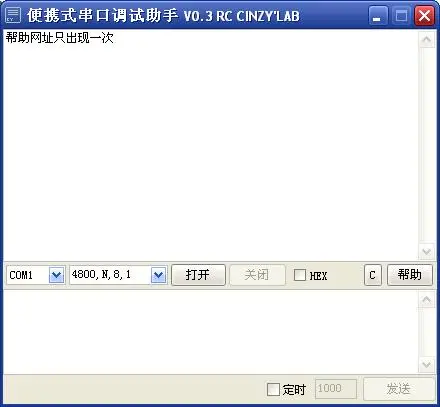 便携式串口调试助手 V0.3 RC CINZY'LAB
帮助网址只出现一次
COM1 4800,N,8,1 打开 关闭 HEX C 帮助
定时 1000 发送